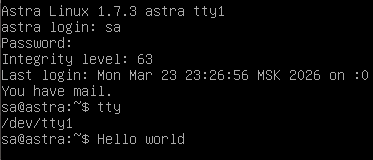 Astra Linux 1.7.3 astra tty1
astra login: sa
Password:
Integrity level: 63
Last login: Mon Mar 23 23:26:56 MSK 2026 on :0
You have mail.
sa@astra:~$ tty
/dev/tty1
sa@astra:~$ Hello world